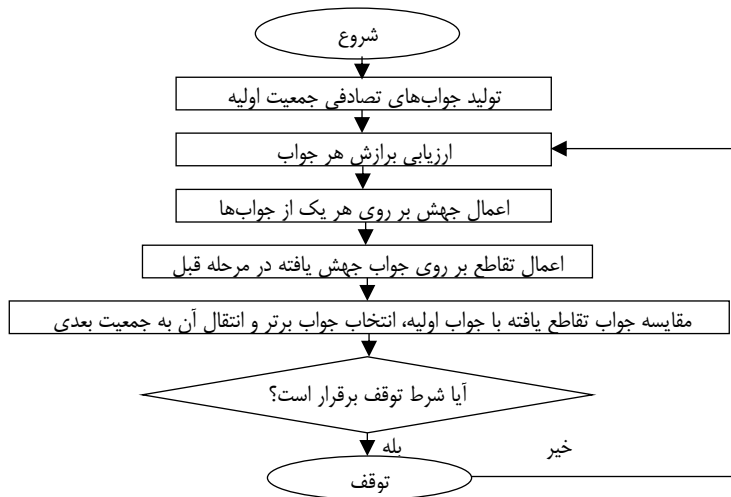 شروع
تولید جواب‌های تصادفی جمعیت اولیه
ارزیابی برازش هر جواب
اعمال جهش بر روی هر یک از جواب‌ها
اعمال تقاطع بر روی جواب جهش یافته در مرحله قبل
مقایسه جواب تقاطع یافته با جواب اولیه، انتخاب جواب برتر و انتقال آن به جمعیت بعدی
آیا شرط توقف برقرار است؟
بله
خیر
توقف